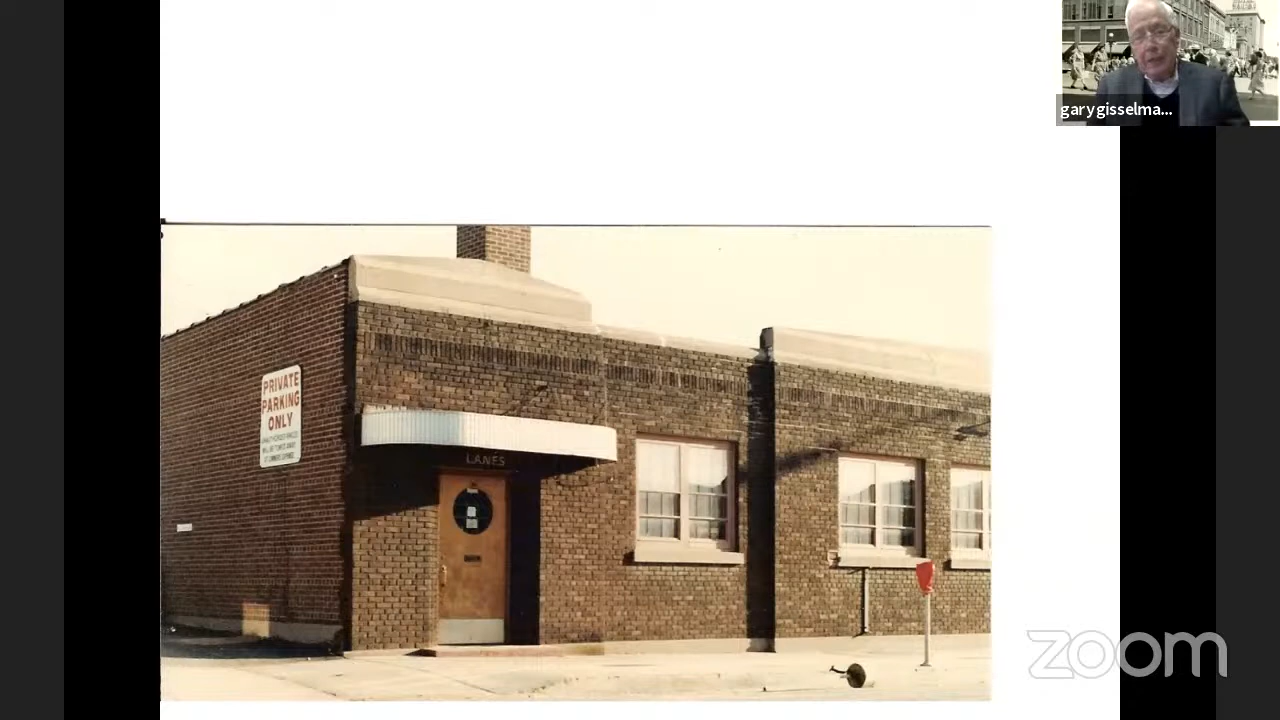 garygisselma...
PRIVATE
PARKING
ONLY
LANES
zoom